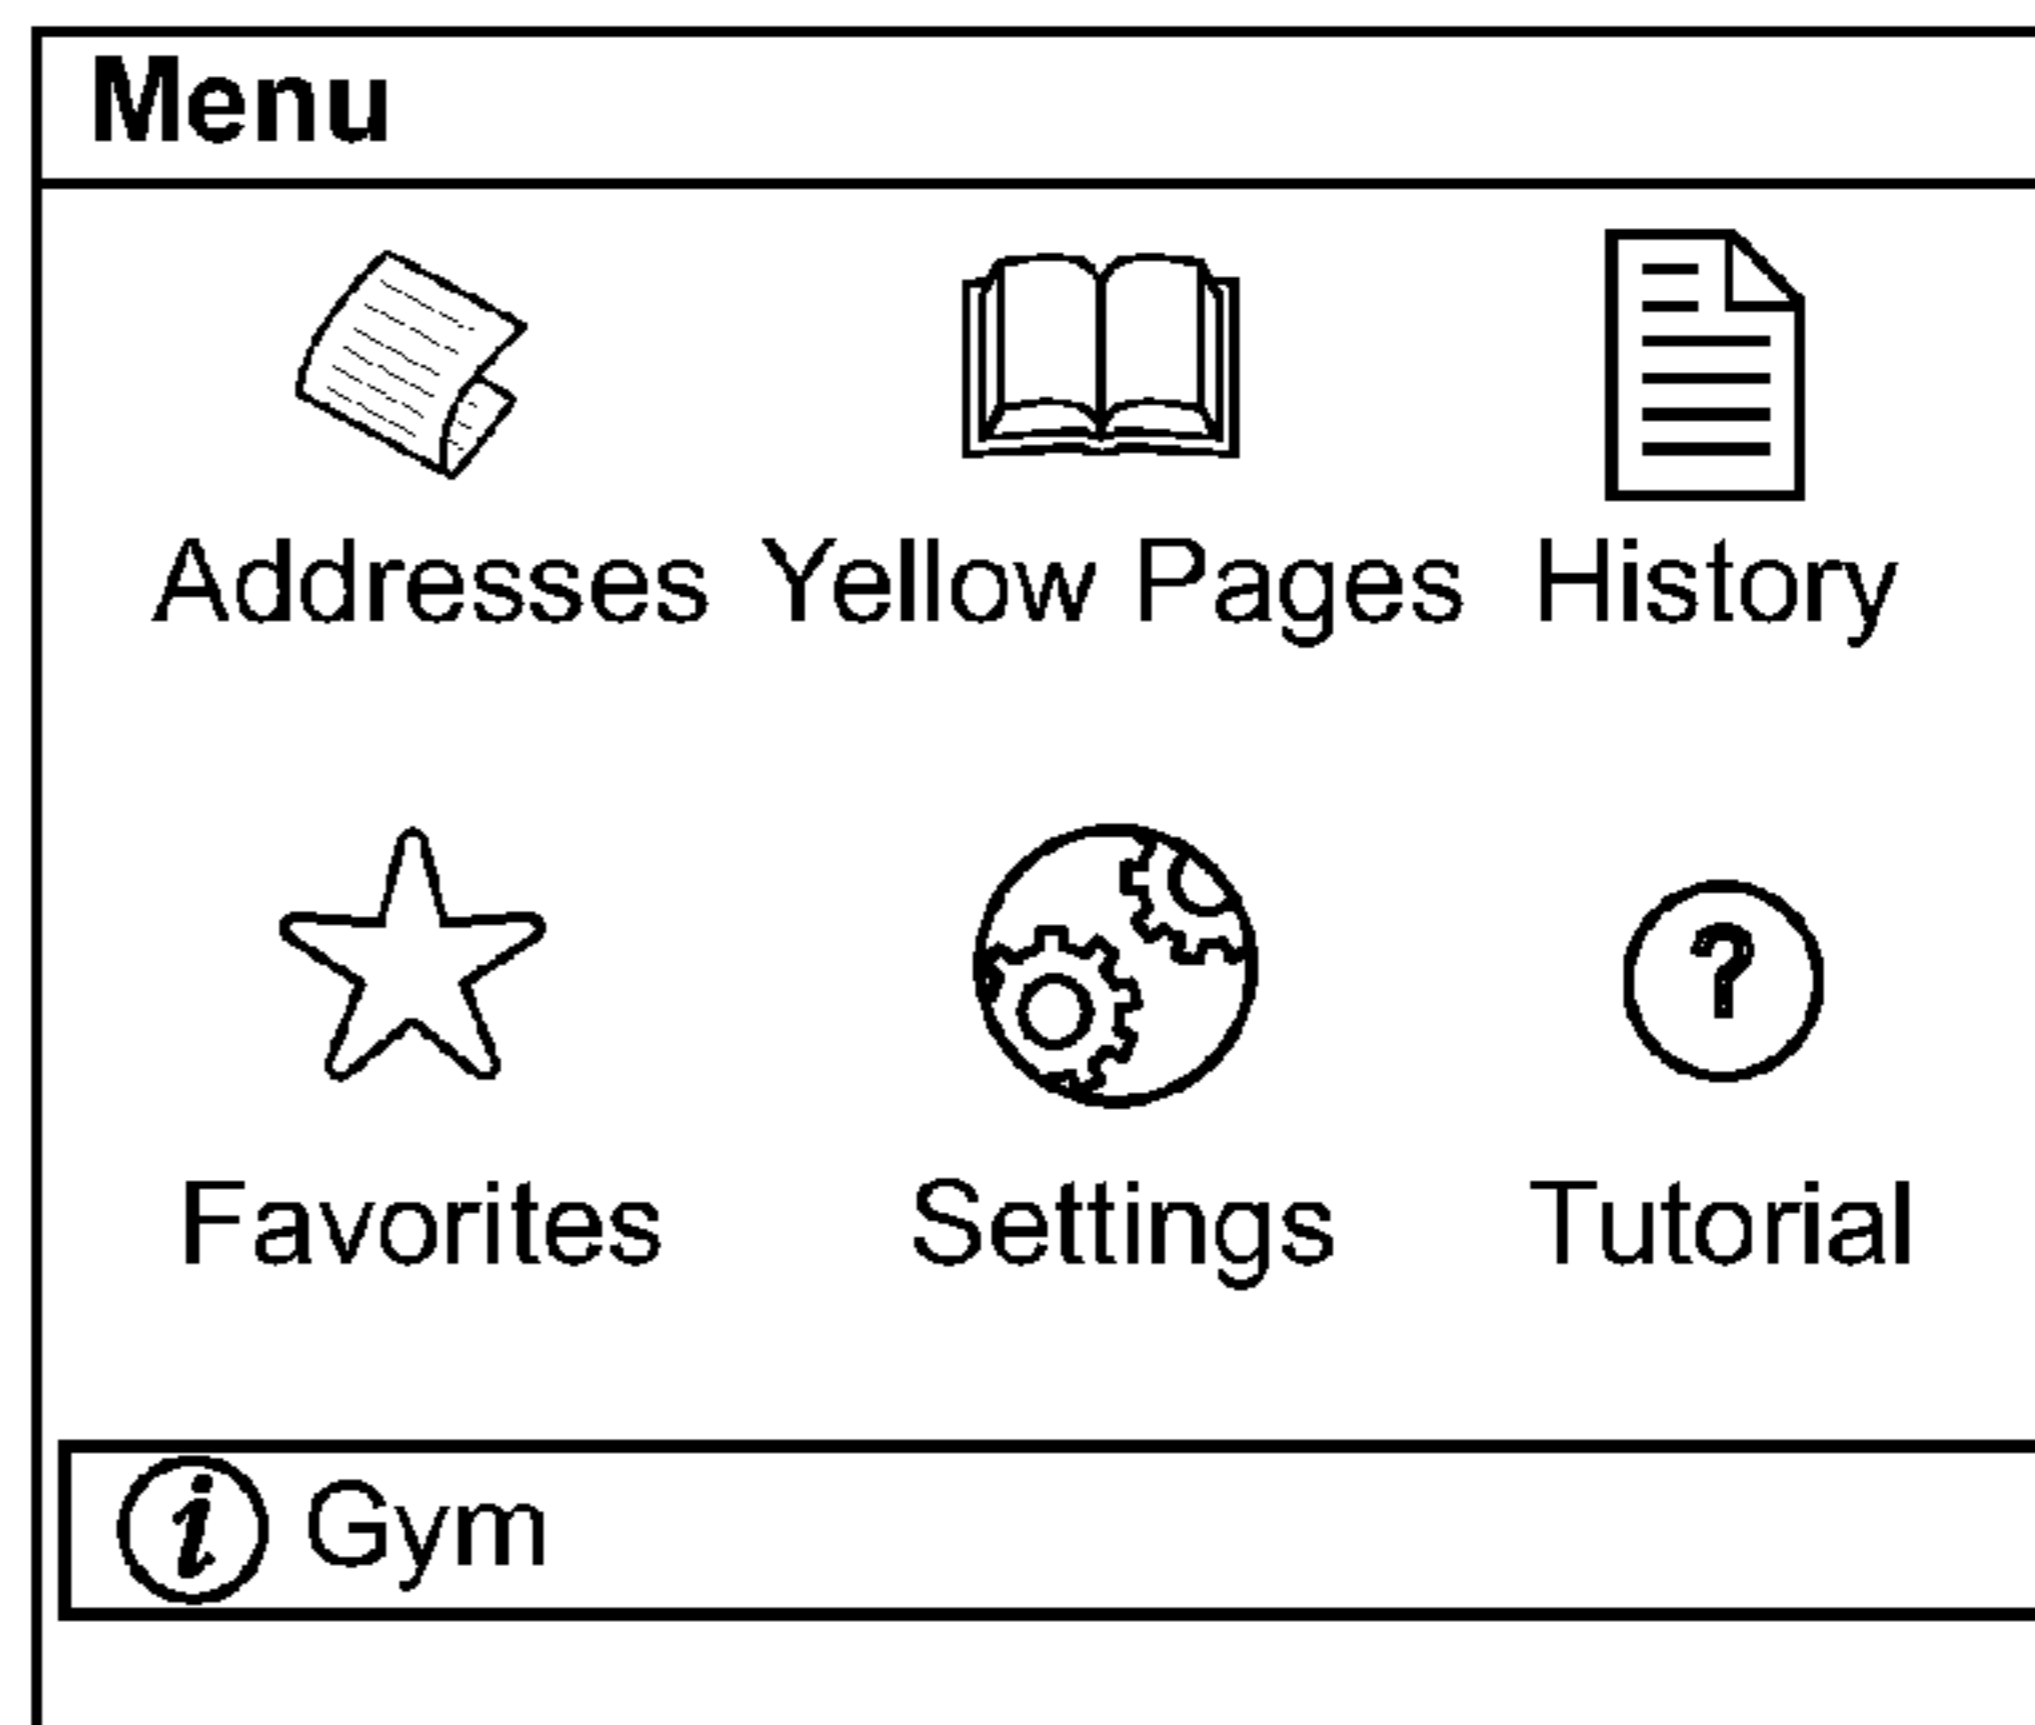 Menu
Addresses Yellow Pages History
?
Favorites Settings Tutorial
i Gym